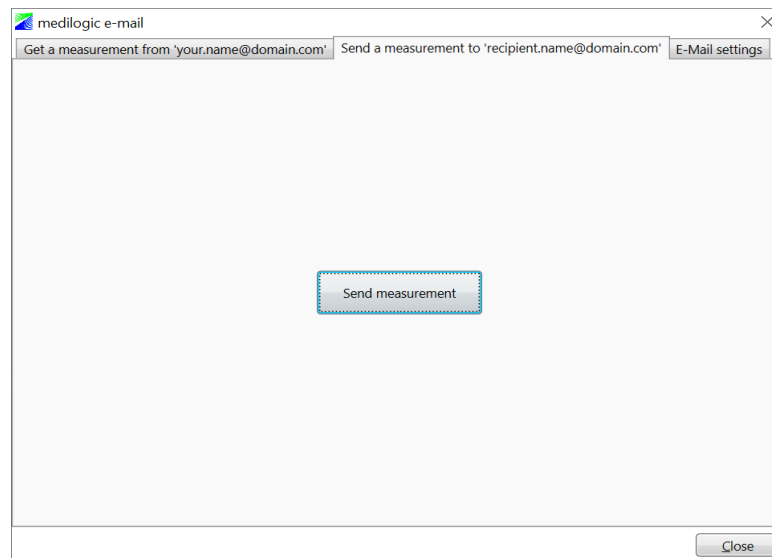 medilogic e-mail
Get a measurement from 'your.name@domain.com' Send a measurement to 'recipient.name@domain.com' E-Mail settings
Send measurement
Close